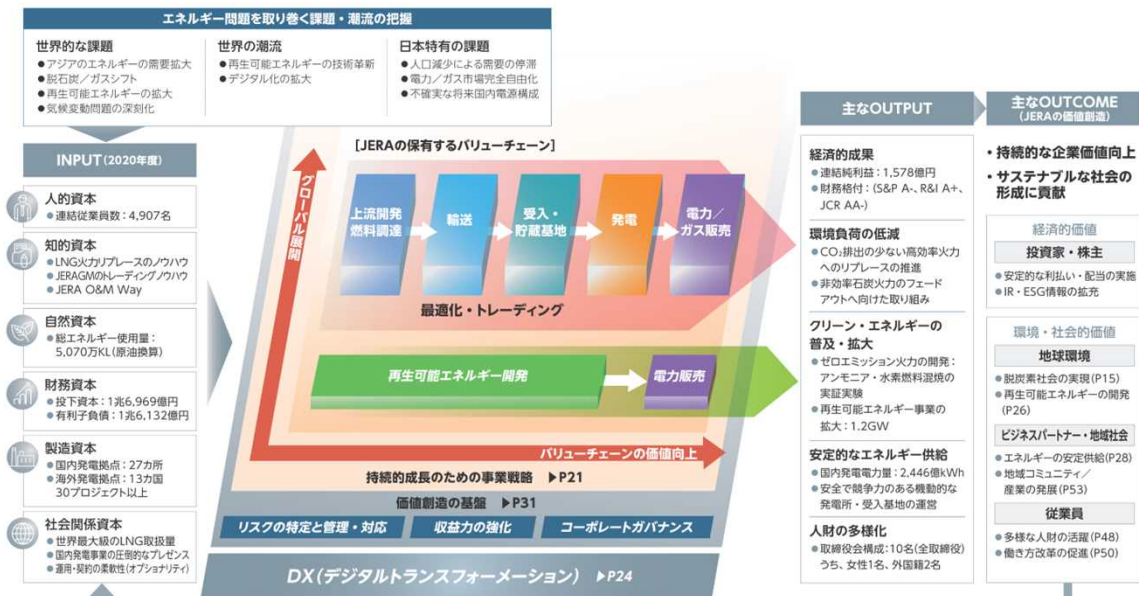 エネルギー問題を取り巻く課題・潮流の把握
世界的な課題
●アジアのエネルギーの需要拡大
●脱石炭／ガスシフト
●再生可能エネルギーの拡大
●気候変動問題の深刻化
世界の潮流
●再生可能エネルギーの技術革新
●デジタル化の拡大
日本特有の課題
●人口減少による需要の停滞
●電力／ガス市場完全自由化
●不確実な将来国内電源構成
INPUT（2020年度）
人的資本
●連結従業員数：4,907名
知的資本
●LNG火力リプレースのノウハウ
●JERAGMのトレーディングノウハウ
●JERA O&M Way
自然資本
●総エネルギー使用量：
5,070万KL（原油換算）
財務資本
●投下資本：1兆6,969億円
●有利子負債：1兆6,132億円
製造資本
●国内発電拠点：27カ所
●海外発電拠点：13カ国
30プロジェクト以上
社会関係資本
●世界最大級のLNG取扱量
●国内発電事業の圧倒的なプレゼンス
●運用・契約の柔軟性（オプショナリティ）
[JERAの保有するバリューチェーン]
グローバル展開
上流開発
燃料調達
輸送
受入・
貯蔵基地
発電
電力／
ガス販売
最適化・トレーディング
再生可能エネルギー開発
電力販売
バリューチェーンの価値向上
持続的成長のための事業戦略 ▶P21
価値創造の基盤 ▶P31
リスクの特定と管理・対応
収益力の強化
コーポレートガバナンス
DX（デジタルトランスフォーメーション） ▶P24
主なOUTPUT
経済的成果
●連結純利益：1,578億円
●財務格付：（S&P A-、R&I A+、
JCR AA-）
環境負荷の低減
●CO₂排出の少ない高効率火力
へのリプレースの推進
●非効率石炭火力のフェード
アウトへ向けた取り組み
クリーン・エネルギーの
普及・拡大
●ゼロエミッション火力の開発：
アンモニア・水素燃料混焼の
実証実験
●再生可能エネルギー事業の
拡大：1.2GW
安定的なエネルギー供給
●国内発電電力量：2,446億kWh
●安全で競争力のある機動的な
発電所・受入基地の運営
人財の多様化
●取締役会構成：10名（全取締役）
うち、女性1名、外国籍2名
主なOUTCOME
（JERAの価値創造）
・持続的な企業価値向上
・サステナブルな社会の
形成に貢献
経済的価値
投資家・株主
●安定的な利払い・配当の実施
●IR・ESG情報の拡充
環境・社会的価値
地球環境
●脱炭素社会の実現（P15）
●再生可能エネルギーの開発
（P26）
ビジネスパートナー・地域社会
●エネルギーの安定供給（P28）
●地域コミュニティ／
産業の発展（P53）
従業員
●多様な人財の活躍（P48）
●働き方改革の促進（P50）